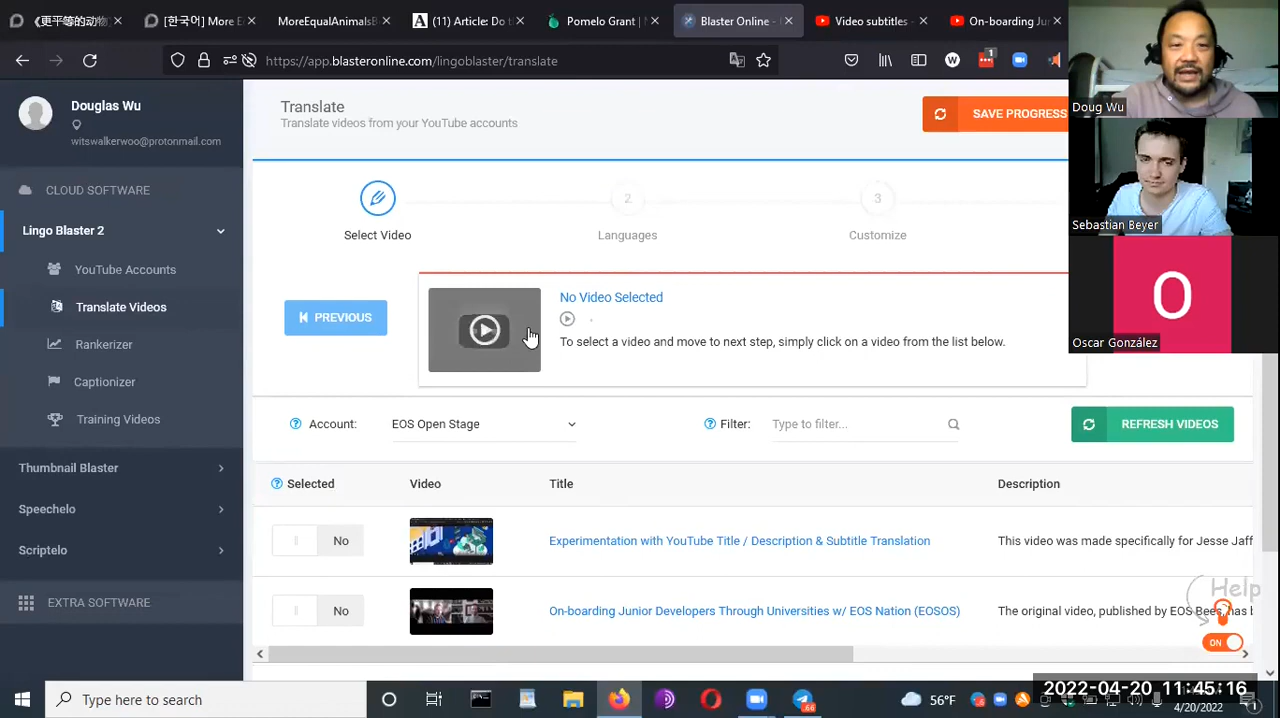 (更平等的动物
[한국어] More E
MoreEqualAnimalsB
(11) Article: Do t
Pomelo Grant |
Blaster Online -
Video subtitles -
On-boarding Ju
https://app.blasteronline.com/lingoblaster/translate
Doug Wu
Sebastian Beyer
O
Oscar González
Douglas Wu
witswalkerwoo@protonmail.com
CLOUD SOFTWARE
Lingo Blaster 2
YouTube Accounts
Translate Videos
Rankerizer
Captionizer
Training Videos
Thumbnail Blaster
Speechelo
Scriptelo
EXTRA SOFTWARE
Translate
Translate videos from your YouTube accounts
SAVE PROGRESS
2
3
Select Video
Languages
Customize
PREVIOUS
No Video Selected
To select a video and move to next step, simply click on a video from the list below.
Account:
EOS Open Stage
Filter:
Type to filter...
REFRESH VIDEOS
Selected
Video
Title
Description
No
Experimentation with YouTube Title / Description & Subtitle Translation
This video was made specifically for Jesse Jaff
No
On-boarding Junior Developers Through Universities w/ EOS Nation (EOSOS)
The original video, published by EOS Bees, has b
Help
ON
Type here to search
56°F
2022-04-20 11:45:16
4/20/2022